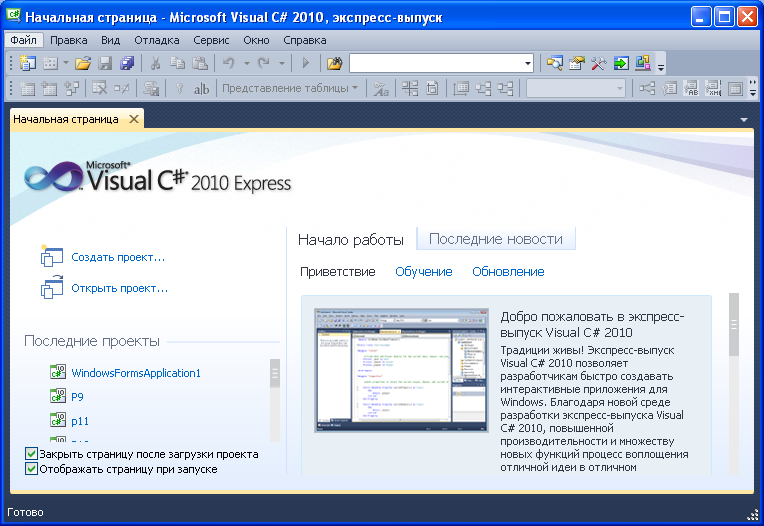 Начальная страница - Microsoft Visual C# 2010, экспресс-выпуск
Файл Правка Вид Отладка Сервис Окно Справка
Представление таблицы
Начальная страница
Microsoft®
Visual C# 2010 Express
Создать проект...
Открыть проект...
Последние проекты
WindowsFormsApplication1
P9
p11
Закрыть страницу после загрузки проекта
Отображать страницу при запуске
Начало работы
Последние новости
Приветствие Обучение Обновление
Добро пожаловать в экспресс-
выпуск Visual C# 2010
Традиции живы! Экспресс-выпуск
Visual C# 2010 позволяет
разработчикам быстро создавать
интерактивные приложения для
Windows. Благодаря новой среде
разработки экспресс-выпуска Visual
C# 2010, повышенной
производительности и множеству
новых функций процесс воплощения
отличной идеи в отличном
Готово